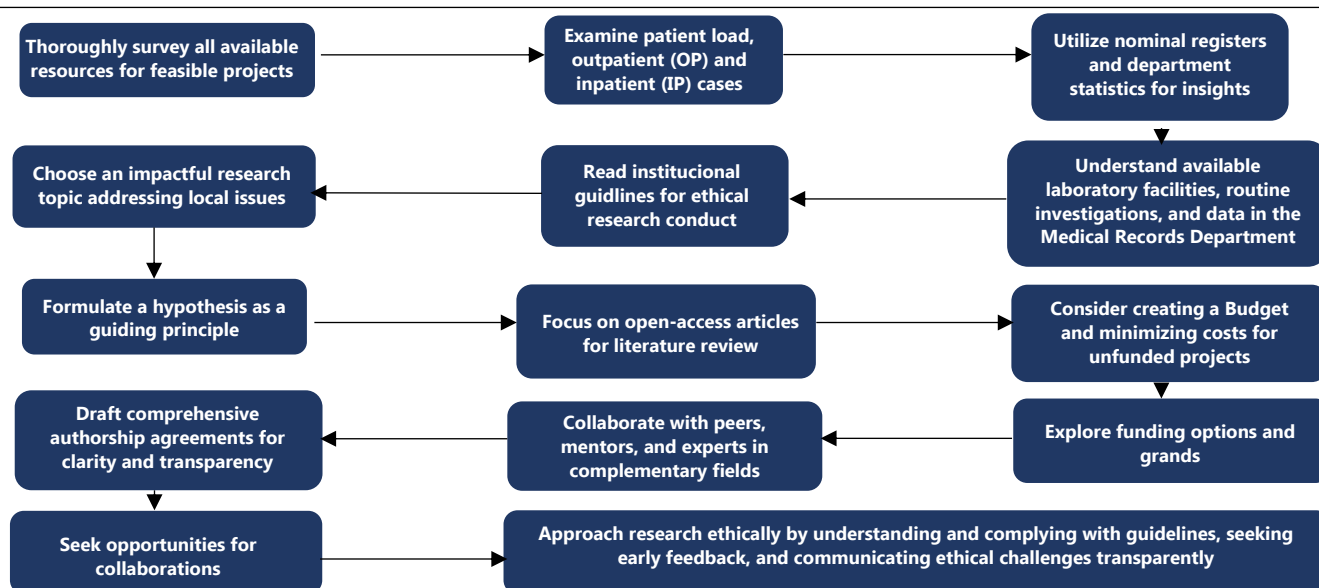 Thoroughly survey all available
resources for feasible projects
Examine patient load,
outpatient (OP) and
inpatient (IP) cases
Utilize nominal registers
and department
statistics for insights
Understand available
laboratory facilities, routine
investigations, and data in the
Medical Records Department
Read institutional
guidlines for ethical
research conduct
Choose an impactful research
topic addressing local issues
Formulate a hypothesis as a
guiding principle
Focus on open-access articles
for literature review
Consider creating a Budget
and minimizing costs for
unfunded projects
Explore funding options and
grands
Collaborate with peers,
mentors, and experts in
complementary fields
Draft comprehensive
authorship agreements for
clarity and transparency
Seek opportunities for
collaborations
Approach research ethically by understanding and complying with guidelines, seeking
early feedback, and communicating ethical challenges transparently